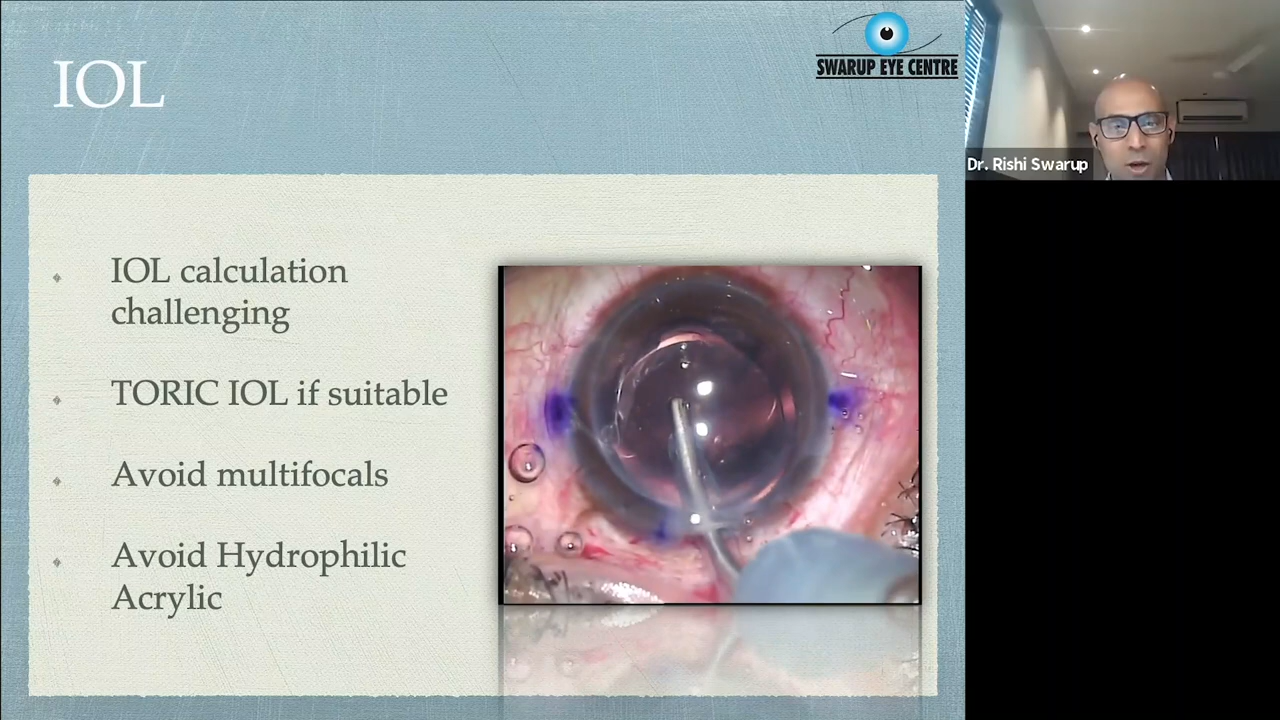 IOL
SWARUP EYE CENTRE
Dr. Rishi Swarup
IOL calculation
challenging
TORIC IOL if suitable
Avoid multifocals
Avoid Hydrophilic
Acrylic